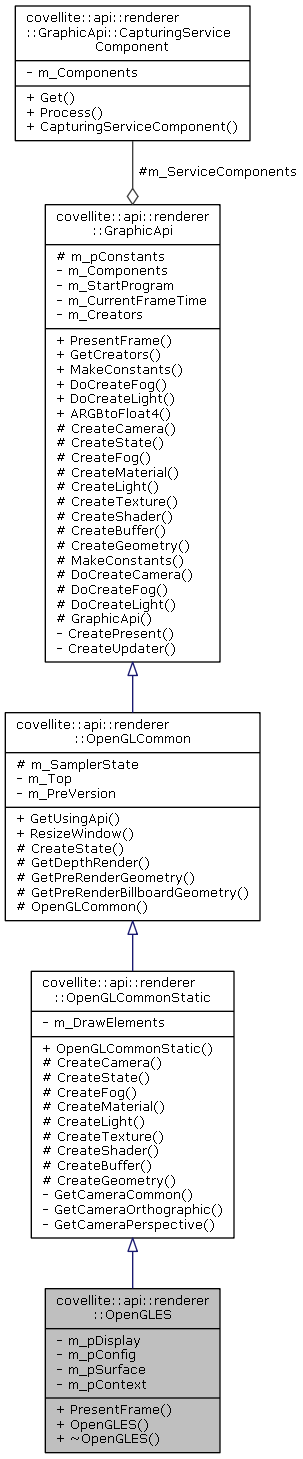 covellite::api::renderer
::GraphicApi::CapturingService
Component
- m_Components
+ Get()
+ Process()
+ CapturingServiceComponent()
#m_ServiceComponents
covellite::api::renderer
::GraphicApi
# m_pConstants
- m_Components
- m_StartProgram
- m_CurrentFrameTime
- m_Creators
+ PresentFrame()
+ GetCreators()
+ MakeConstants()
+ DoCreateFog()
+ DoCreateLight()
+ ARGBtoFloat4()
# CreateCamera()
# CreateState()
# CreateFog()
# CreateMaterial()
# CreateLight()
# CreateTexture()
# CreateShader()
# CreateBuffer()
# CreateGeometry()
# MakeConstants()
# DoCreateCamera()
# DoCreateFog()
# DoCreateLight()
# GraphicApi()
- CreatePresent()
- CreateUpdater()
covellite::api::renderer
::OpenGLCommon
# m_SamplerState
- m_Top
- m_PreVersion
+ GetUsingApi()
+ ResizeWindow()
# CreateState()
# GetDepthRender()
# GetPreRenderGeometry()
# GetPreRenderBillboardGeometry()
# OpenGLCommon()
covellite::api::renderer
::OpenGLCommonStatic
- m_DrawElements
+ OpenGLCommonStatic()
# CreateCamera()
# CreateState()
# CreateFog()
# CreateMaterial()
# CreateLight()
# CreateTexture()
# CreateShader()
# CreateBuffer()
# CreateGeometry()
- GetCameraCommon()
- GetCameraOrthographic()
- GetCameraPerspective()
covellite::api::renderer
::OpenGLES
- m_pDisplay
- m_pConfig
- m_pSurface
- m_pContext
+ PresentFrame()
+ OpenGLES()
+ ~OpenGLES()